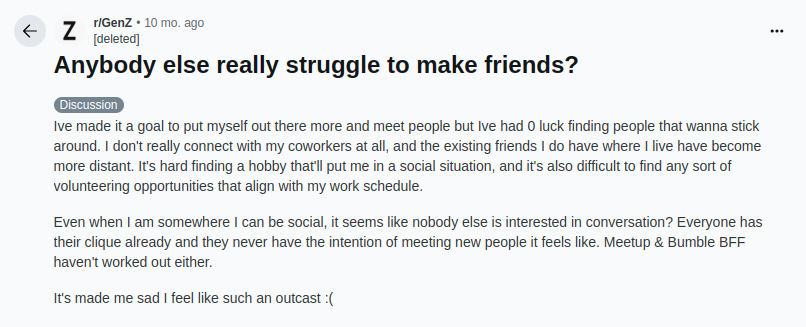 r/GenZ • 10 mo. ago
[deleted]
Anybody else really struggle to make friends?
Discussion
Ive made it a goal to put myself out there more and meet people but Ive had 0 luck finding people that wanna stick
around. I don't really connect with my coworkers at all, and the existing friends I do have where I live have become
more distant. It's hard finding a hobby that'll put me in a social situation, and it's also difficult to find any sort of
volunteering opportunities that align with my work schedule.
Even when I am somewhere I can be social, it seems like nobody else is interested in conversation? Everyone has
their clique already and they never have the intention of meeting new people it feels like. Meetup & Bumble BFF
haven't worked out either.
It's made me sad I feel like such an outcast :(